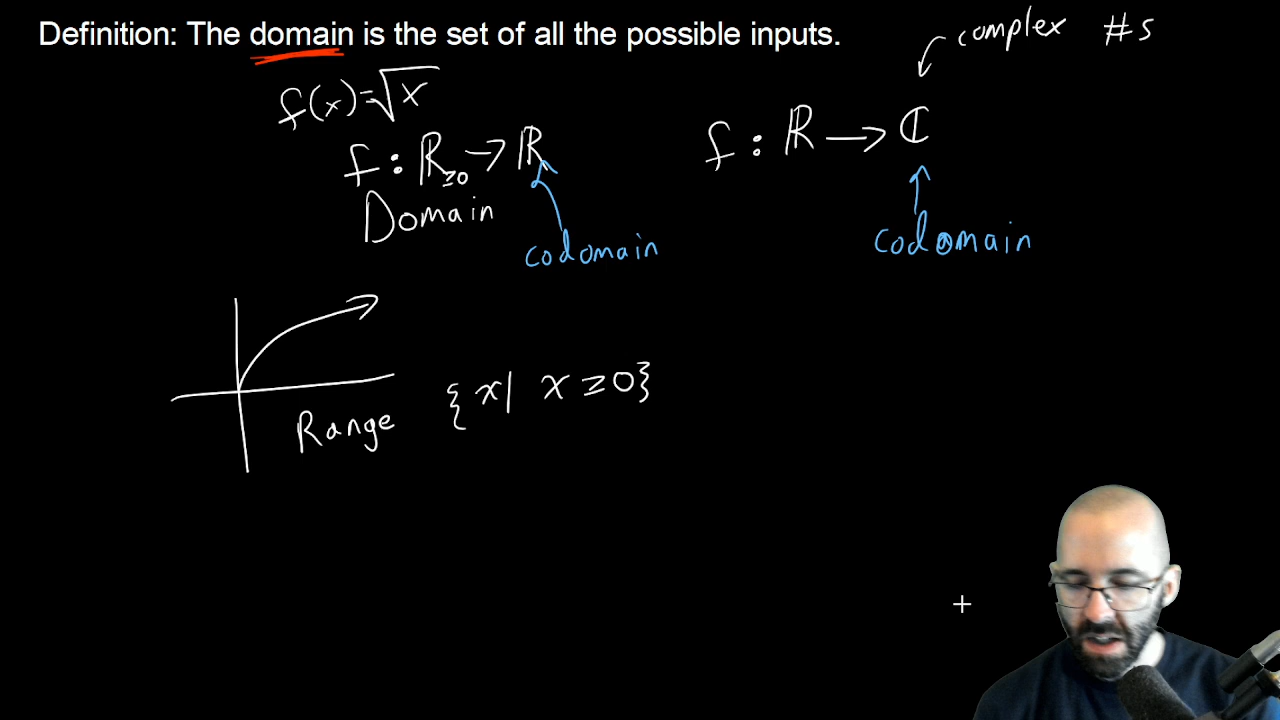 Definition: The domain is the set of all the possible inputs.
complex #s
f(x)=√x
f: ℝ≥0→ℝ
f: ℝ→ℂ
Domain
codomain
codomain
Range {x| x≥0}